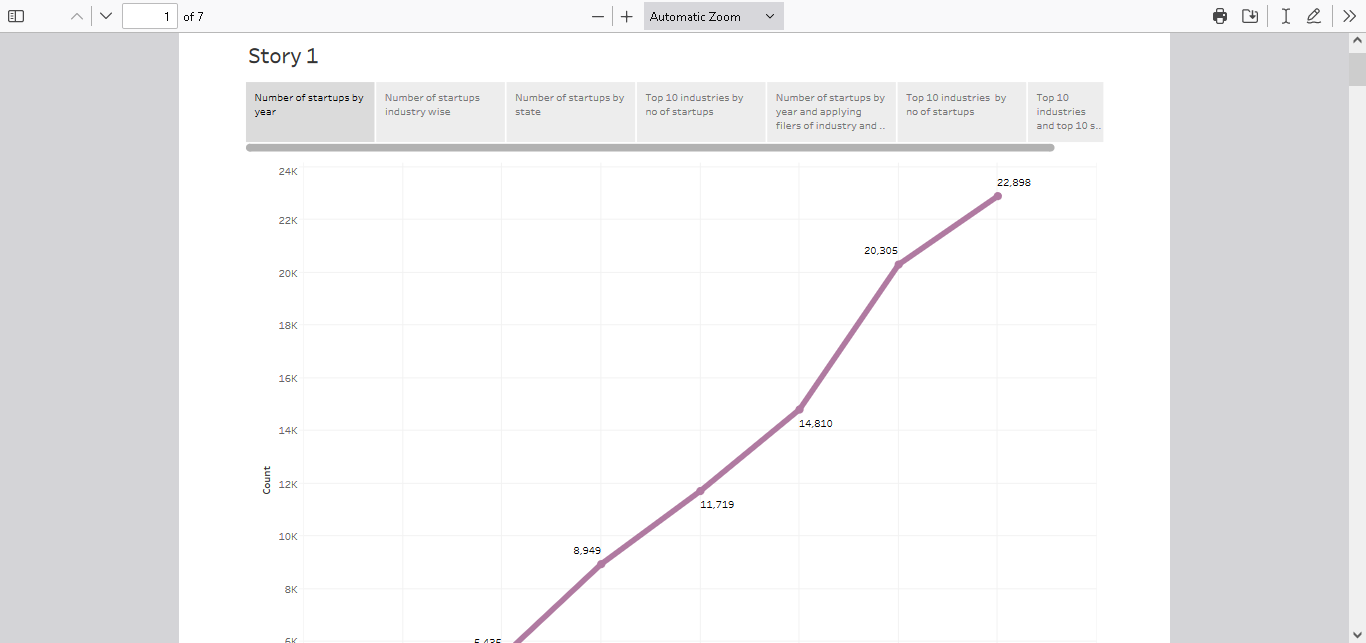 1 of 7
Automatic Zoom
Story 1
Number of startups by
year
Number of startups
industry wise
Number of startups by
state
Top 10 industries by
no of startups
Number of startups by
year and applying
filers of industry and ..
Top 10 industries  by
no of startups
Top 10
industries
and top 10 s..
24K
22K
20K
18K
16K
14K
12K
10K
8K
6K
Count
22,898
20,305
14,810
11,719
8,949
5,435